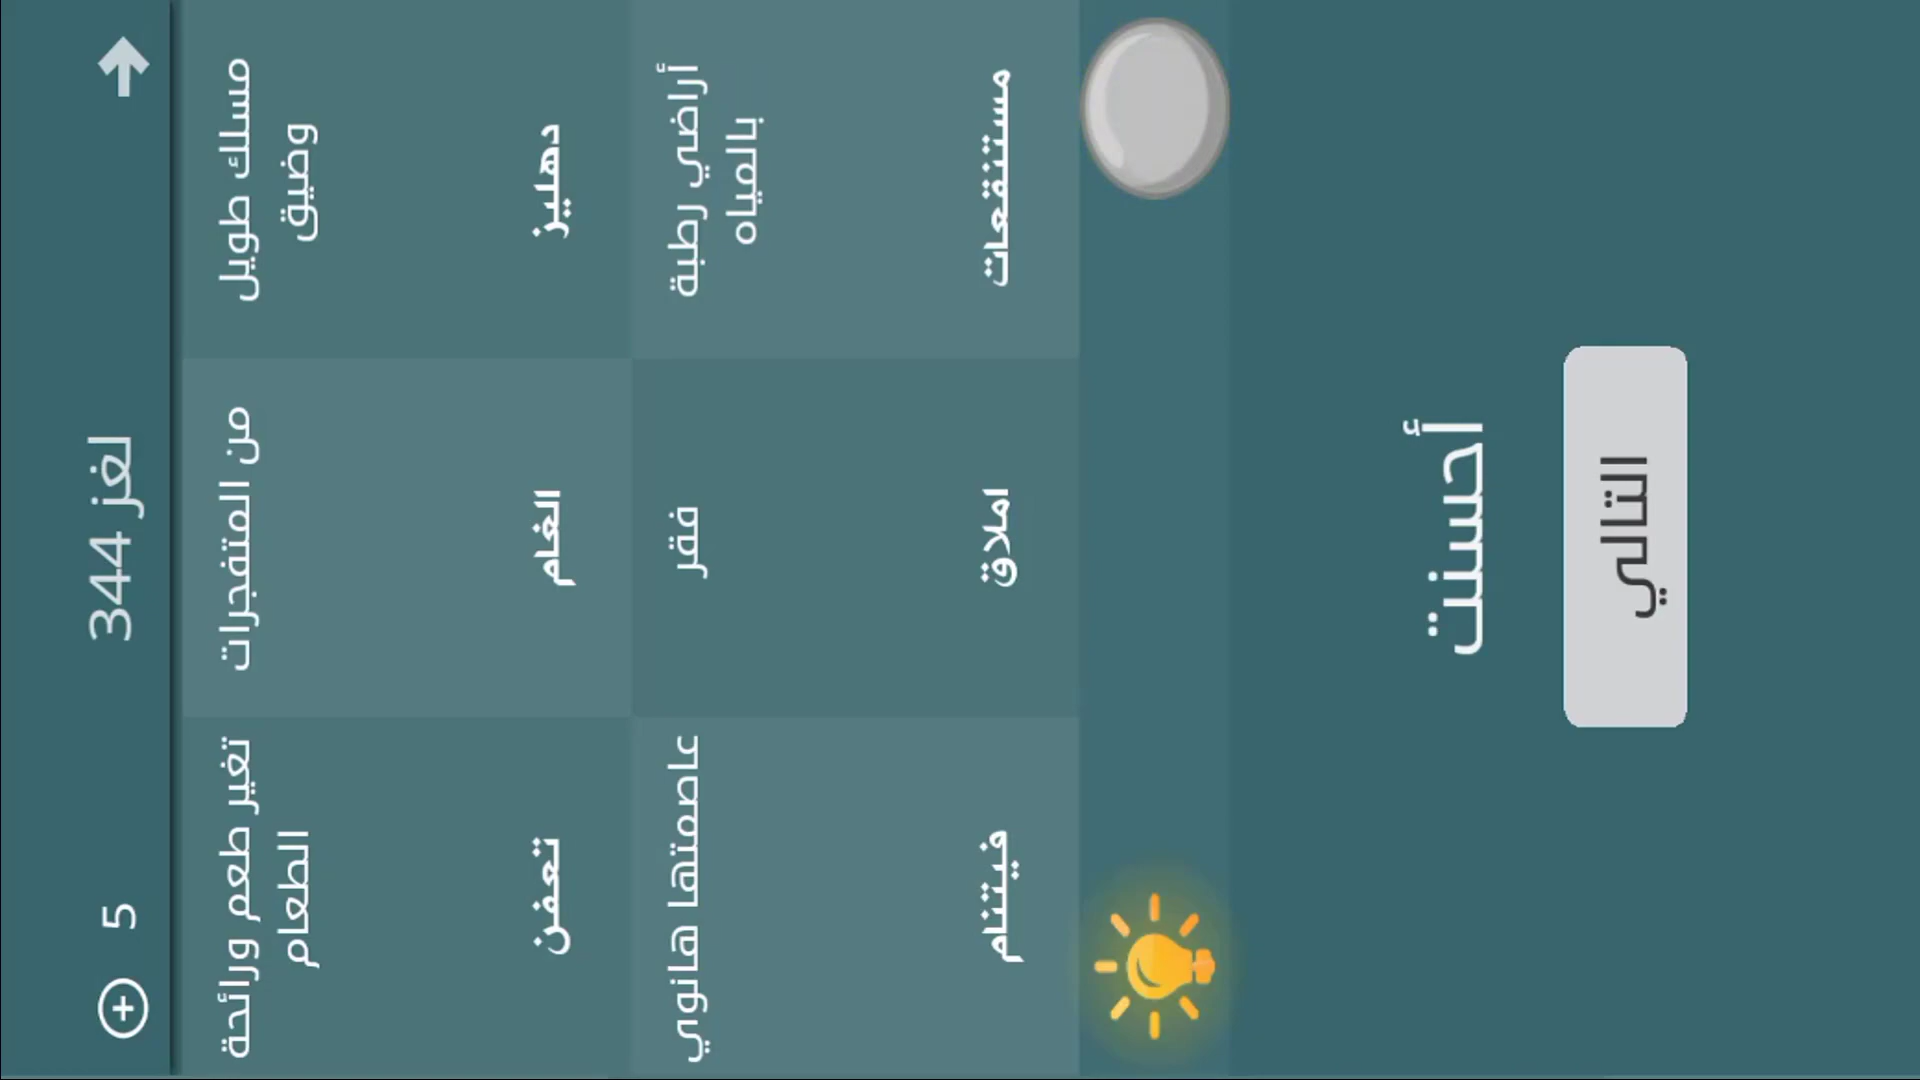 لغز 344
5
مسلك طويل
وضيق
دهليز
من المتفجرات
الغام
تغير طعم ورائحة
الطعام
تعفن
أراضي رطبة
بالمياه
مستنقعات
فقر
املاق
عاصمتها هانوي
فيتنام
أحسنت
التالي